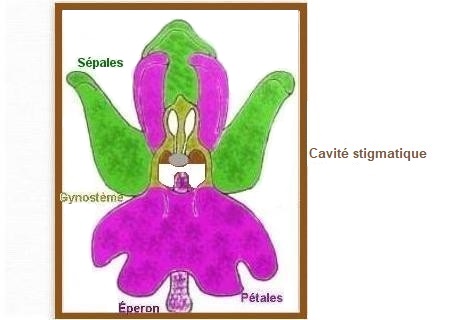 Sépales
Cavité stigmatique
Gynostème
Pétales
Éperon